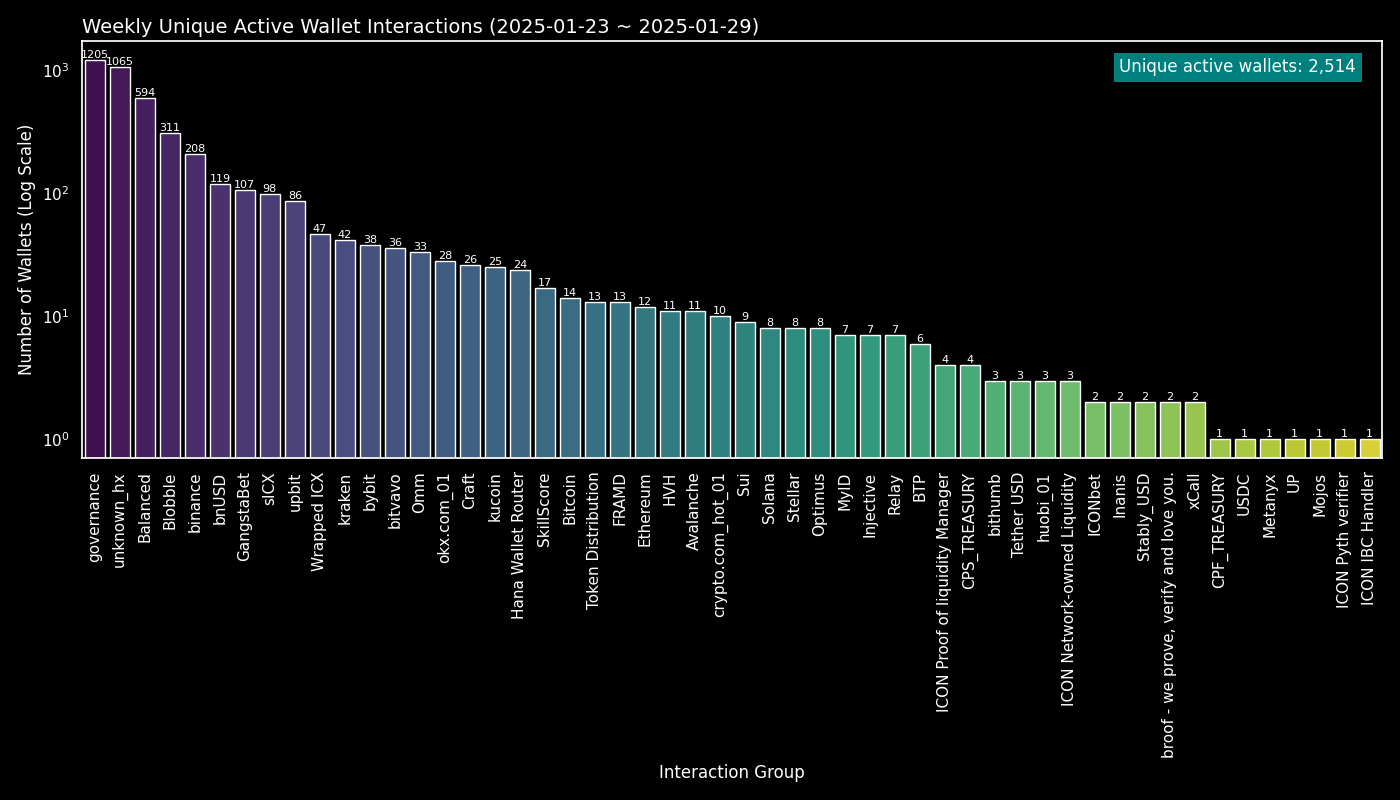 Weekly Unique Active Wallet Interactions (2025-01-23 ~ 2025-01-29)
Unique active wallets: 2,514
Number of Wallets (Log Scale)
10³
10²
10¹
10⁰
1205
1065
594
311
208
119
107
98
86
47
42
38
36
33
28
26
25
24
17
14
13
13
12
11
11
10
9
8
8
8
7
7
7
6
4
4
3
3
3
3
2
2
2
2
2
1
1
1
1
1
1
1
governance
unknown_hx
Balanced
Blobble
binance
bnUSD
GangstaBet
sICX
upbit
Wrapped ICX
kraken
bybit
bitvavo
Omm
okx.com_01
Craft
kucoin
Hana Wallet Router
SkillScore
Bitcoin
Token Distribution
FRAMD
Ethereum
HVH
Avalanche
crypto.com_hot_01
Sui
Solana
Stellar
Optimus
MyID
Injective
Relay
BTP
ICON Proof of liquidity Manager
CPS_TREASURY
bithumb
Tether USD
huobi_01
ICON Network-owned Liquidity
ICONbet
Inanis
Stably_USD
broof - we prove, verify and love you.
xCall
CPF_TREASURY
USDC
Metanyx
UP
Mojos
ICON Pyth verifier
ICON IBC Handler
Interaction Group